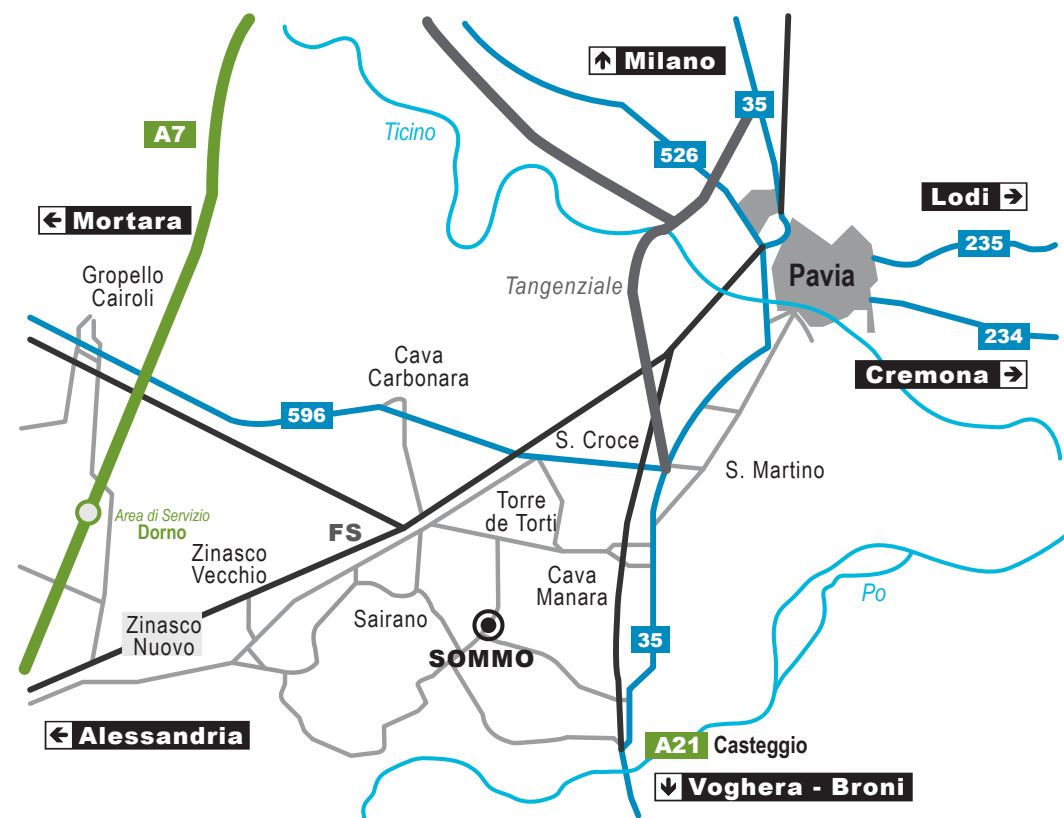 Milano
35
A7
Ticino
526
Lodi
Mortara
235
Gropello
Cairoli
Pavia
Tangenziale
234
Cava
Carbonara
Cremona
596
S. Croce
S. Martino
Torre
de Torti
Area di Servizio
Dorno
FS
Zinasco
Vecchio
Cava
Manara
Po
Sairano
Zinasco
Nuovo
35
SOMMO
Alessandria
A21 Casteggio
Voghera - Broni